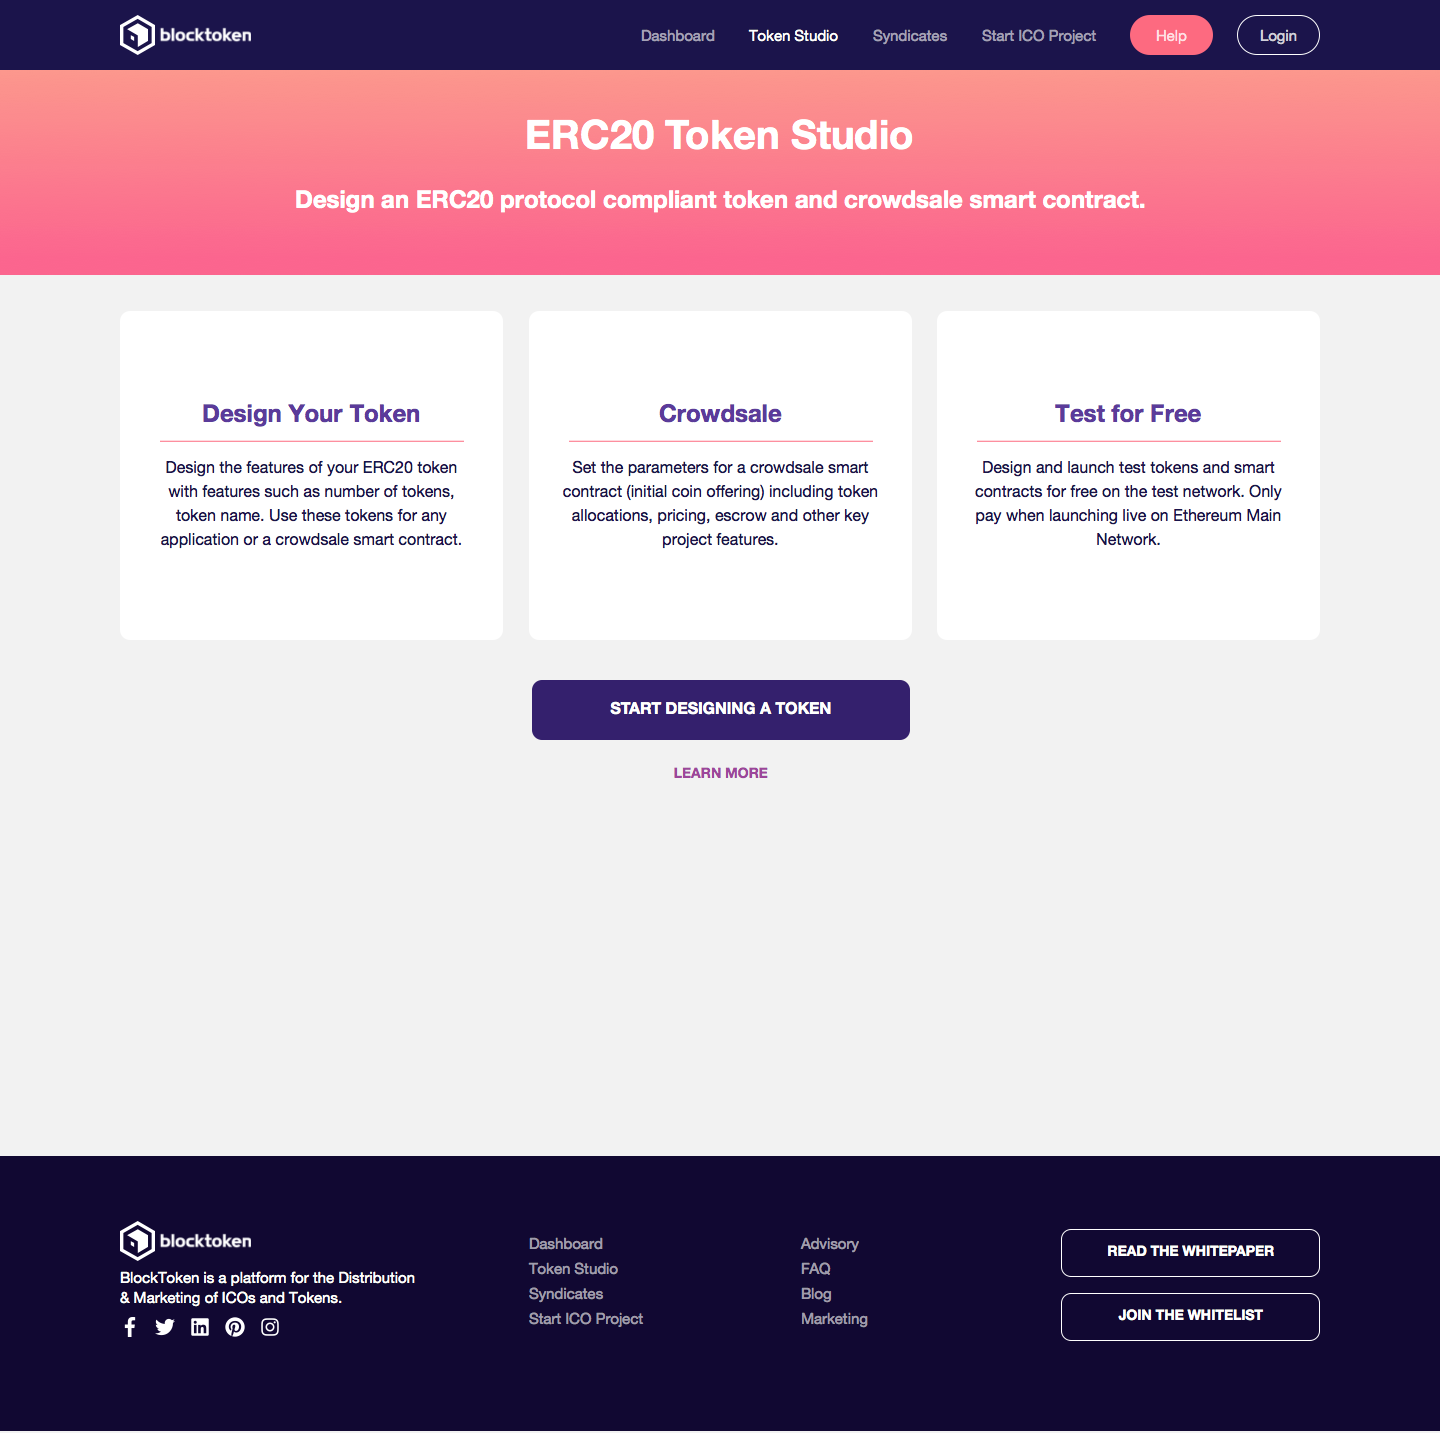 blocktoken
Dashboard
Token Studio
Syndicates
Start ICO Project
Help
Login
ERC20 Token Studio
Design an ERC20 protocol compliant token and crowdsale smart contract.
Design Your Token
Design the features of your ERC20 token
with features such as number of tokens,
token name. Use these tokens for any
application or a crowdsale smart contract.
Crowdsale
Set the parameters for a crowdsale smart
contract (initial coin offering) including token
allocations, pricing, escrow and other key
project features.
Test for Free
Design and launch test tokens and smart
contracts for free on the test network. Only
pay when launching live on Ethereum Main
Network.
START DESIGNING A TOKEN
LEARN MORE
blocktoken
BlockToken is a platform for the Distribution
& Marketing of ICOs and Tokens.
Dashboard
Token Studio
Syndicates
Start ICO Project
Advisory
FAQ
Blog
Marketing
READ THE WHITEPAPER
JOIN THE WHITELIST